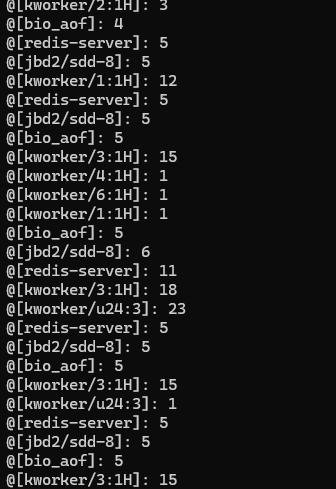 @[kworker/2:1H]: 3
@[bio_aof]: 4
@[redis-server]: 5
@[jbd2/sdd-8]: 5
@[kworker/1:1H]: 12
@[redis-server]: 5
@[jbd2/sdd-8]: 5
@[bio_aof]: 5
@[kworker/3:1H]: 15
@[kworker/4:1H]: 1
@[kworker/6:1H]: 1
@[kworker/1:1H]: 1
@[bio_aof]: 5
@[jbd2/sdd-8]: 6
@[redis-server]: 11
@[kworker/3:1H]: 18
@[kworker/u24:3]: 23
@[redis-server]: 5
@[jbd2/sdd-8]: 5
@[bio_aof]: 5
@[kworker/3:1H]: 15
@[kworker/u24:3]: 1
@[redis-server]: 5
@[jbd2/sdd-8]: 5
@[bio_aof]: 5
@[kworker/3:1H]: 15